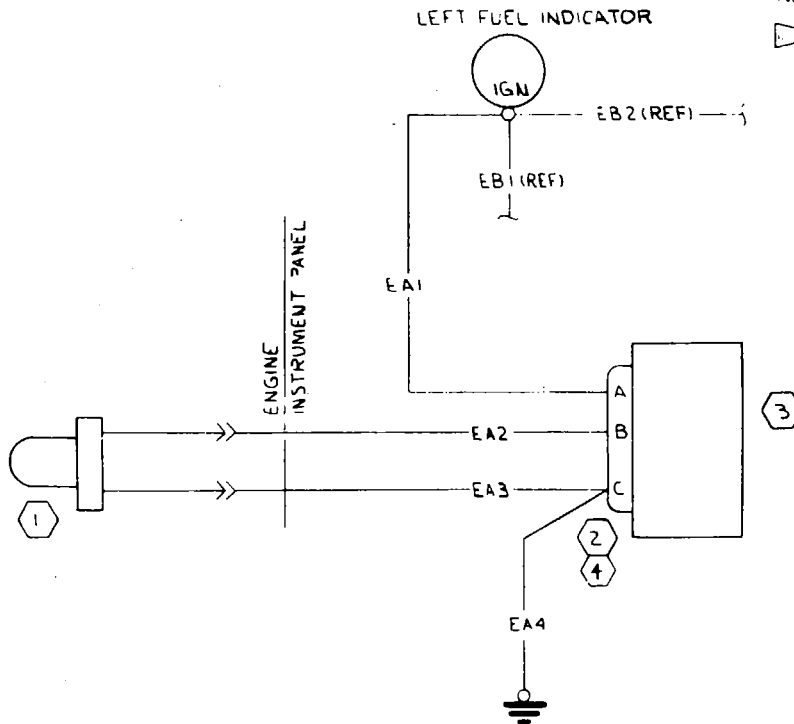 LEFT FUEL INDICATOR
IGN
EB2(REF)
EB1(REF)
EA1
ENGINE
INSTRUMENT PANEL
A
3
EA2
B
EA3
C
1
2
4
EA4